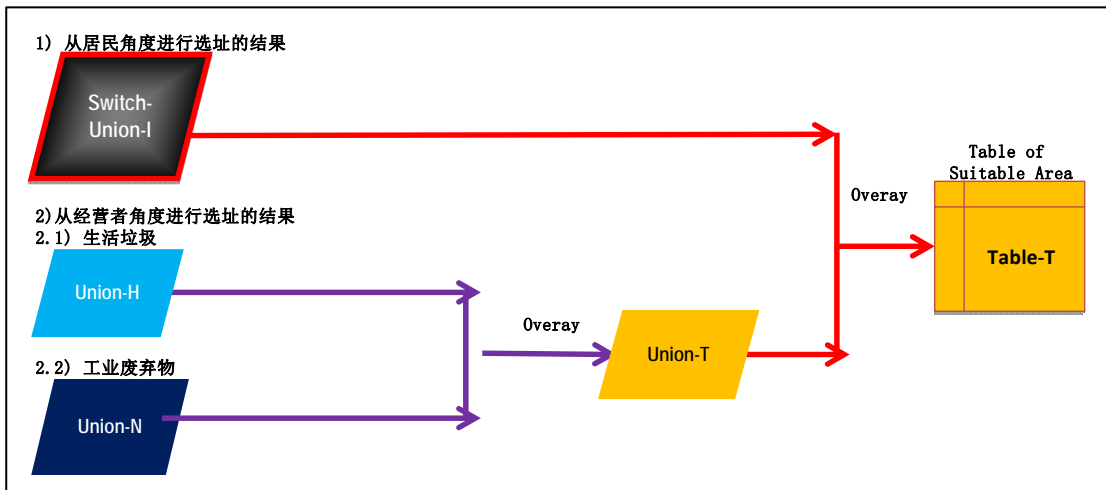 1) 从居民角度进行选址的结果
Switch-
Union-I
Table of
Suitable Area
Overay
Table-T
2)从经营者角度进行选址的结果
2.1) 生活垃圾
Union-H
Overay
Union-T
2.2) 工业废弃物
Union-N